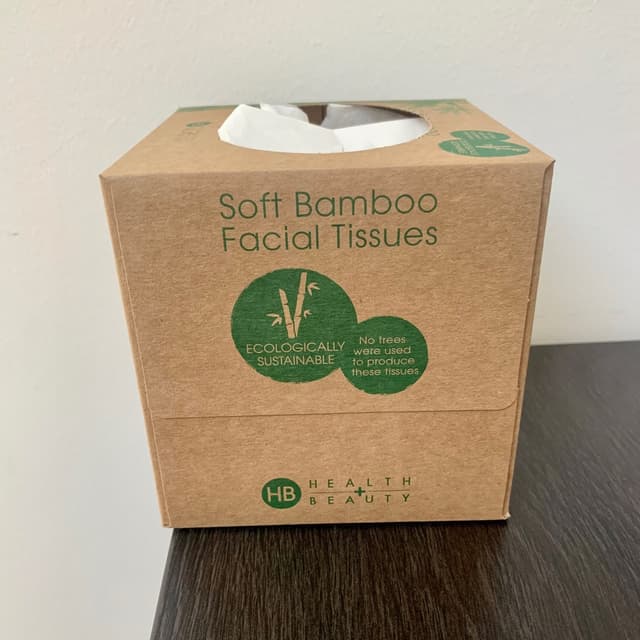 Soft Bamboo
Facial Tissues
ECOLOGICALLY
SUSTAINABLE
No trees
were used
to produce
these tissues
HB
HEALTH
+
BEAUTY